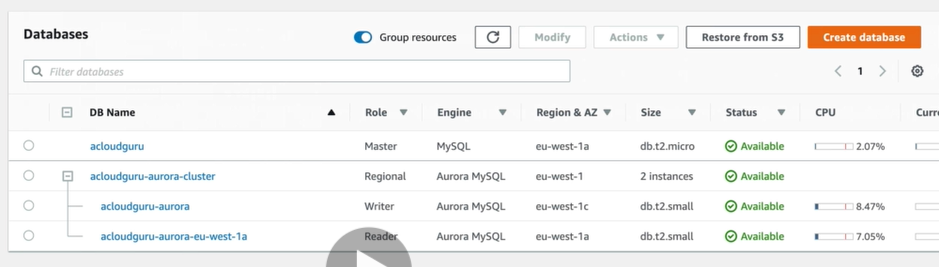 Databases Group resources Modify Actions Restore from S3 Create database
Filter databases 1
DB Name Role Engine Region & AZ Size Status CPU
acloudguru Master MySQL eu-west-1a db.t2.micro Available 2.07%
acloudguru-aurora-cluster Regional Aurora MySQL eu-west-1 2 instances Available
acloudguru-aurora Writer Aurora MySQL eu-west-1c db.t2.small Available 8.47%
acloudguru-aurora-eu-west-1a Reader Aurora MySQL eu-west-1a db.t2.small Available 7.05%